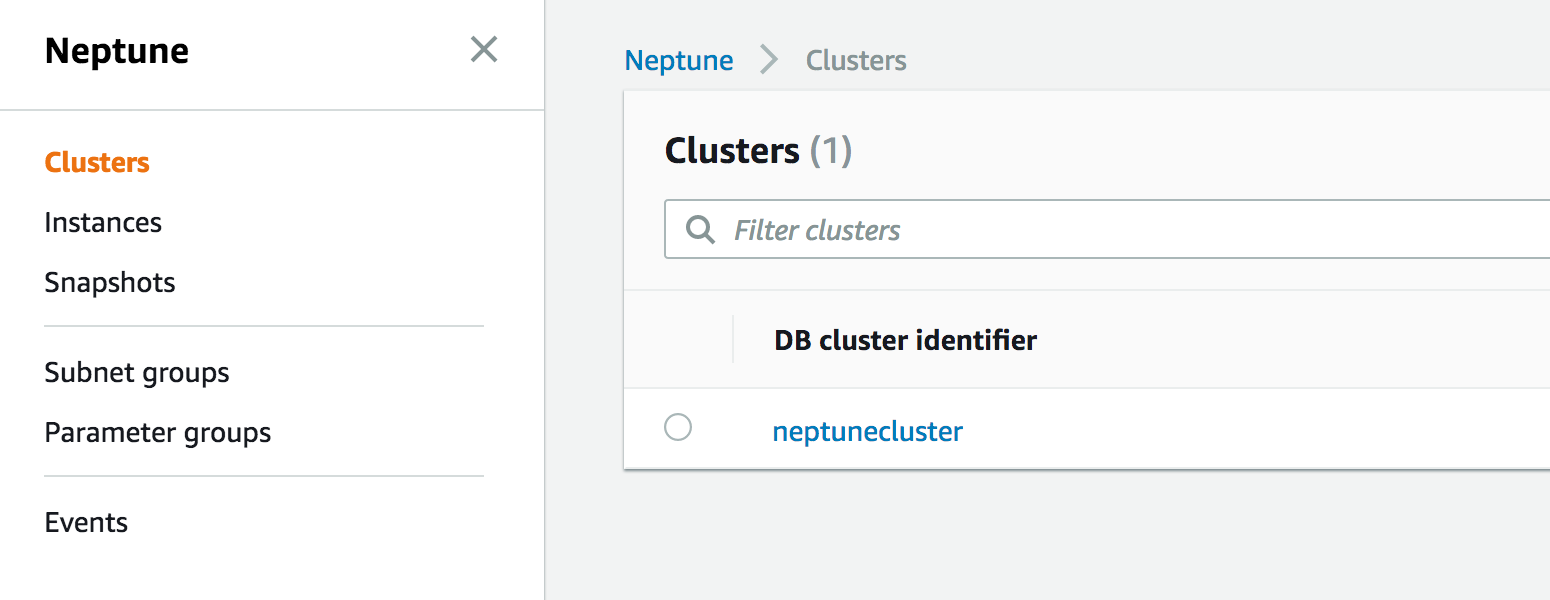 Neptune
Clusters
Instances
Snapshots
Subnet groups
Parameter groups
Events
Neptune > Clusters
Clusters (1)
Filter clusters
DB cluster identifier
neptunecluster